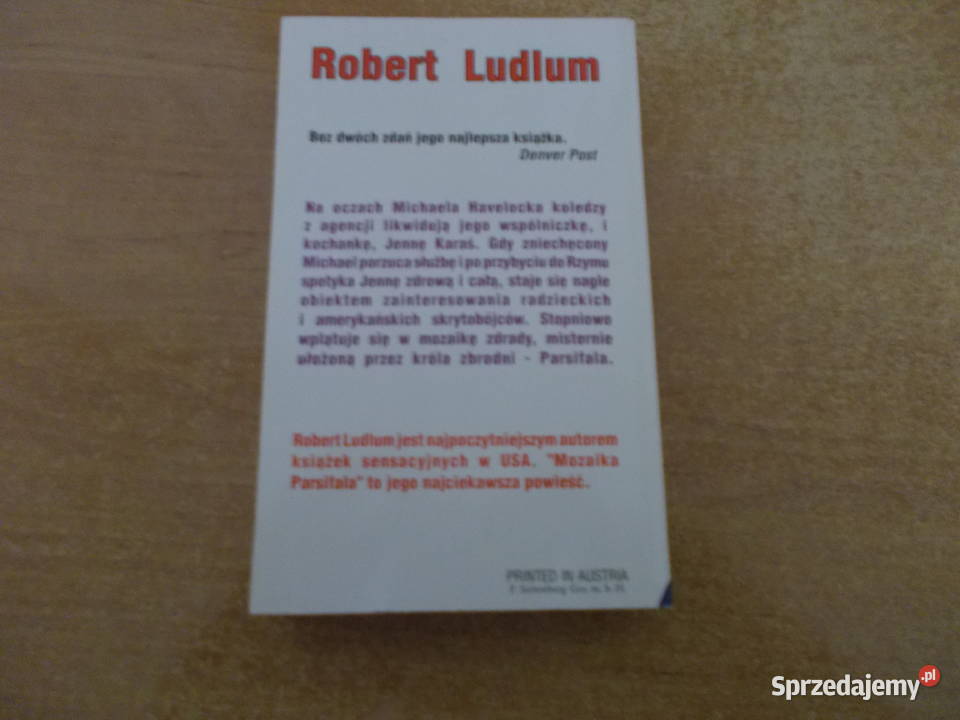 Robert Ludlum
Bez dwóch zdań jego najlepsza książka.
Denver Post
Na oczach Michaela Havelocka koledzy
z agencji likwidują jego wspólniczkę, i
kochankę, Jennę Karas. Gdy zniechęcony
Michael porzuca służbę i po przybyciu do Rzymu
spotyka Jennę zdrową i całą, staje się nagle
obiektem zainteresowania radzieckich
i amerykańskich skrytobójców. Stopniowo
wplątuje się w mozaikę zdrady, misternie
ułożoną przez króla zbrodni - Parsifala.
Robert Ludlum jest najpoczytniejszym autorem
książek sensacyjnych w USA. "Mozaika
Parsifala" to jego najciekawsza powieść.
PRINTED IN AUSTRIA
Sprzedajemy.pl